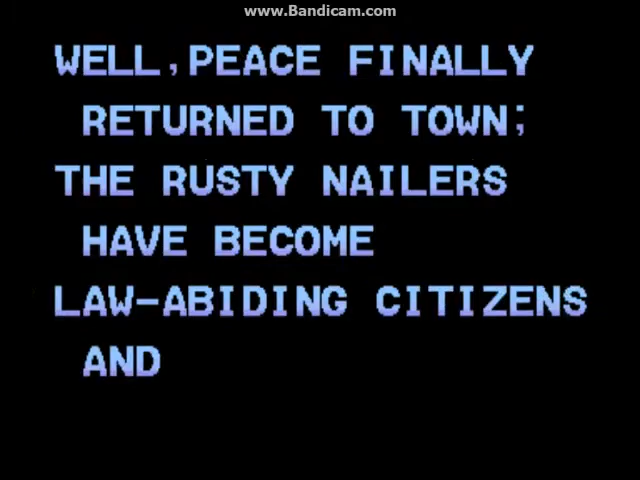 www.Bandicam.com
WELL,PEACE FINALLY
RETURNED TO TOWN;
THE RUSTY NAILERS
HAVE BECOME
LAW-ABIDING CITIZENS
AND